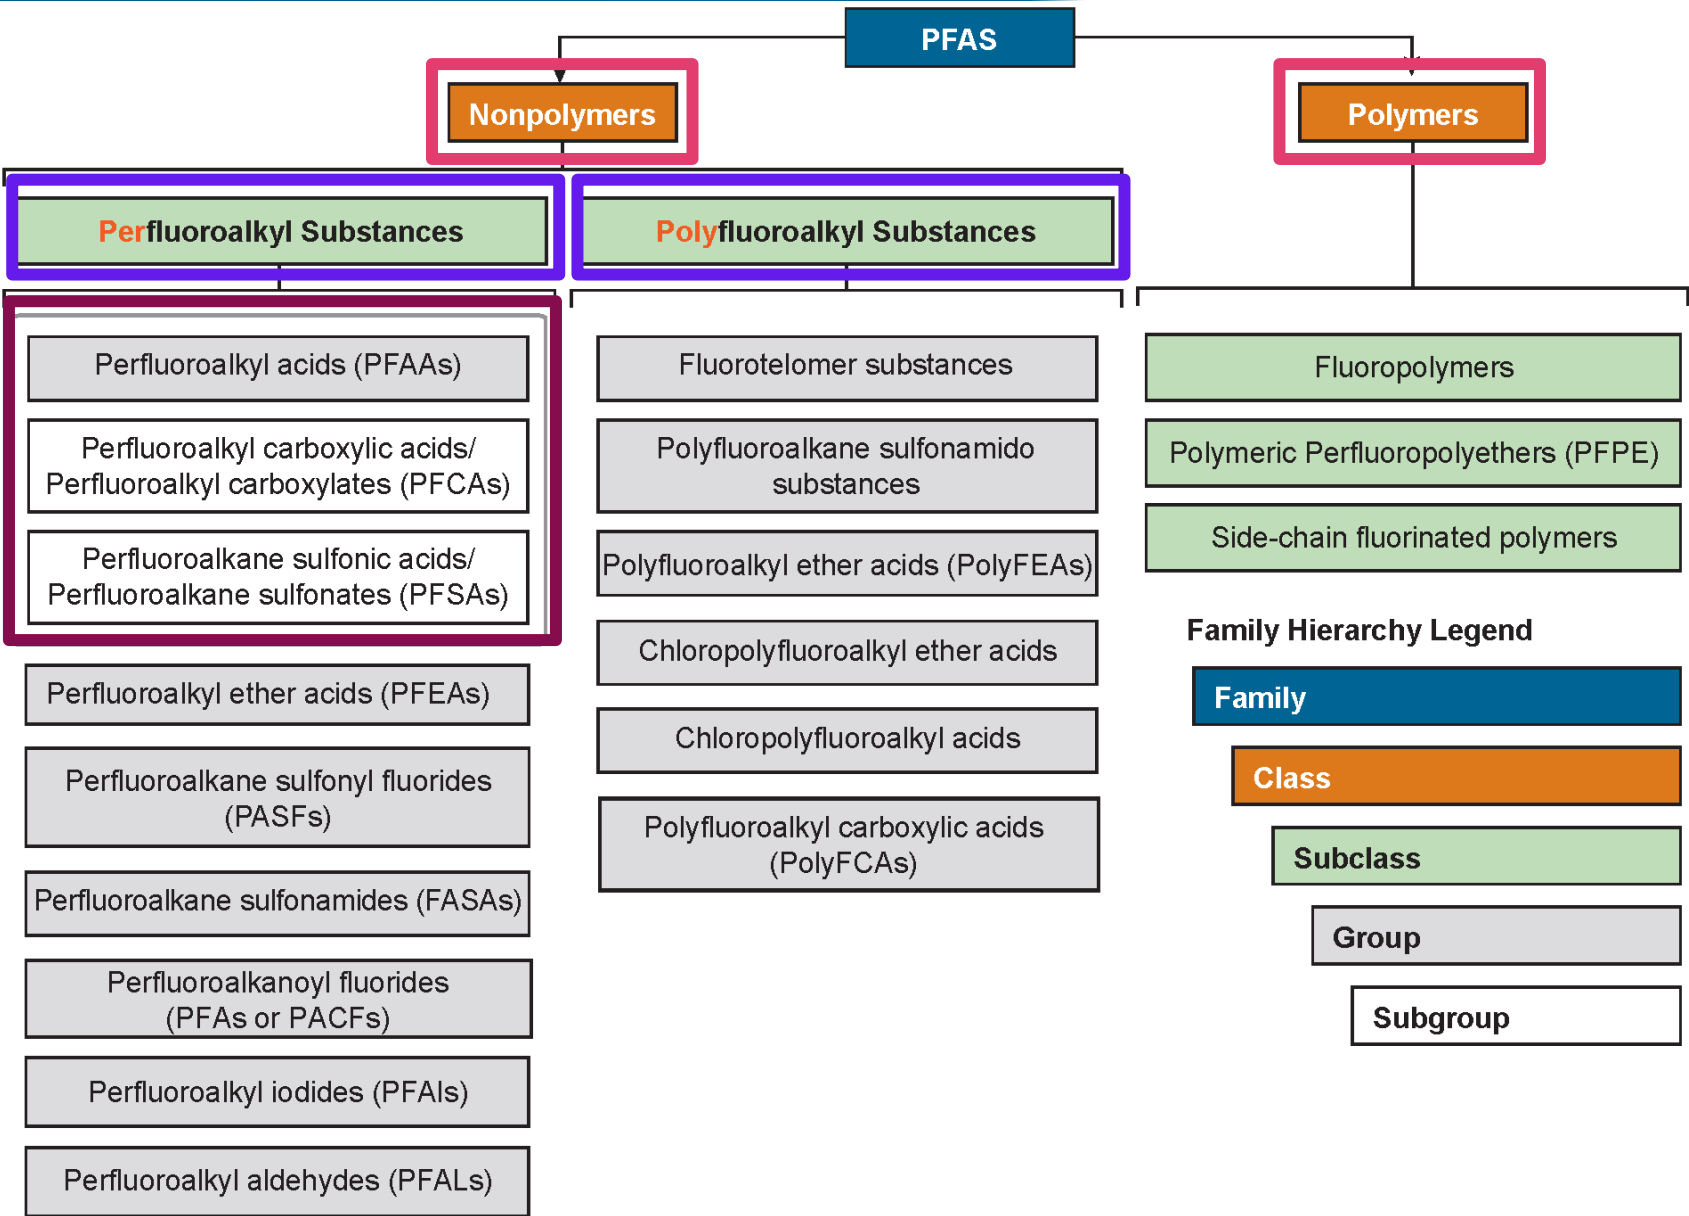 PFAS
Nonpolymers
Polymers
Perfluoroalkyl Substances
Polyfluoroalkyl Substances
Perfluoroalkyl acids (PFAAs)
Perfluoroalkyl carboxylic acids/
Perfluoroalkyl carboxylates (PFCAs)
Perfluoroalkane sulfonic acids/
Perfluoroalkane sulfonates (PFSAs)
Perfluoroalkyl ether acids (PFEAs)
Perfluoroalkane sulfonyl fluorides
(PASFs)
Perfluoroalkane sulfonamides (FASAs)
Perfluoroalkanoyl fluorides
(PFAs or PACFs)
Perfluoroalkyl iodides (PFAIs)
Perfluoroalkyl aldehydes (PFALs)
Fluorotelomer substances
Polyfluoroalkane sulfonamido
substances
Polyfluoroalkyl ether acids (PolyFEAs)
Chloropolyfluoroalkyl ether acids
Chloropolyfluoroalkyl acids
Polyfluoroalkyl carboxylic acids
(PolyFCAs)
Fluoropolymers
Polymeric Perfluoropolyethers (PFPE)
Side-chain fluorinated polymers
Family Hierarchy Legend
Family
Class
Subclass
Group
Subgroup